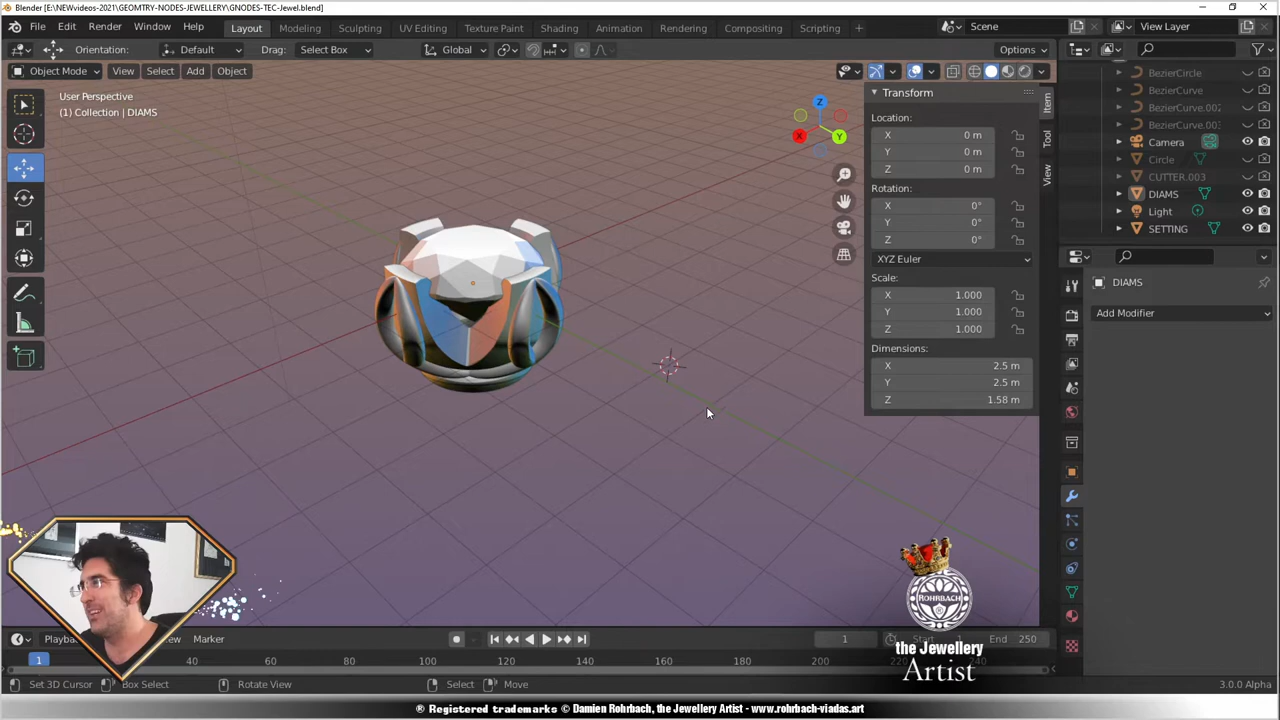 Blender [E:\NEWvideos-2021\GEOMTRY-NODES-JEWELLERY\GNODES-TEC-Jewel.blend]
File Edit Render Window Help Layout Modeling Sculpting UV Editing Texture Paint Shading Animation Rendering Compositing Scripting + Scene View Layer
Orientation: Default Drag: Select Box Global Options
Object Mode View Select Add Object
User Perspective
(1) Collection | DIAMS
Z
X
Y
Transform
Location:
X 0 m
Y 0 m
Z 0 m
Rotation:
X 0°
Y 0°
Z 0°
XYZ Euler
Scale:
X 1.000
Y 1.000
Z 1.000
Dimensions:
X 2.5 m
Y 2.5 m
Z 1.58 m
Item
Tool
View
BezierCircle
BezierCurve
BezierCurve.002
BezierCurve.003
Camera
Circle
CUTTER.003
DIAMS
Light
SETTING
DIAMS
Add Modifier
ROHRBACH
the Jewellery
Artist
Marker
1 Start End 250
1 40 60 80 100 120 140 160 180 200 220
Set 3D Cursor Box Select Rotate View Select Move 3.0.0 Alpha
® Registered trademarks © Damien Rohrbach, the Jewellery Artist - www.rohrbach-viadas.art